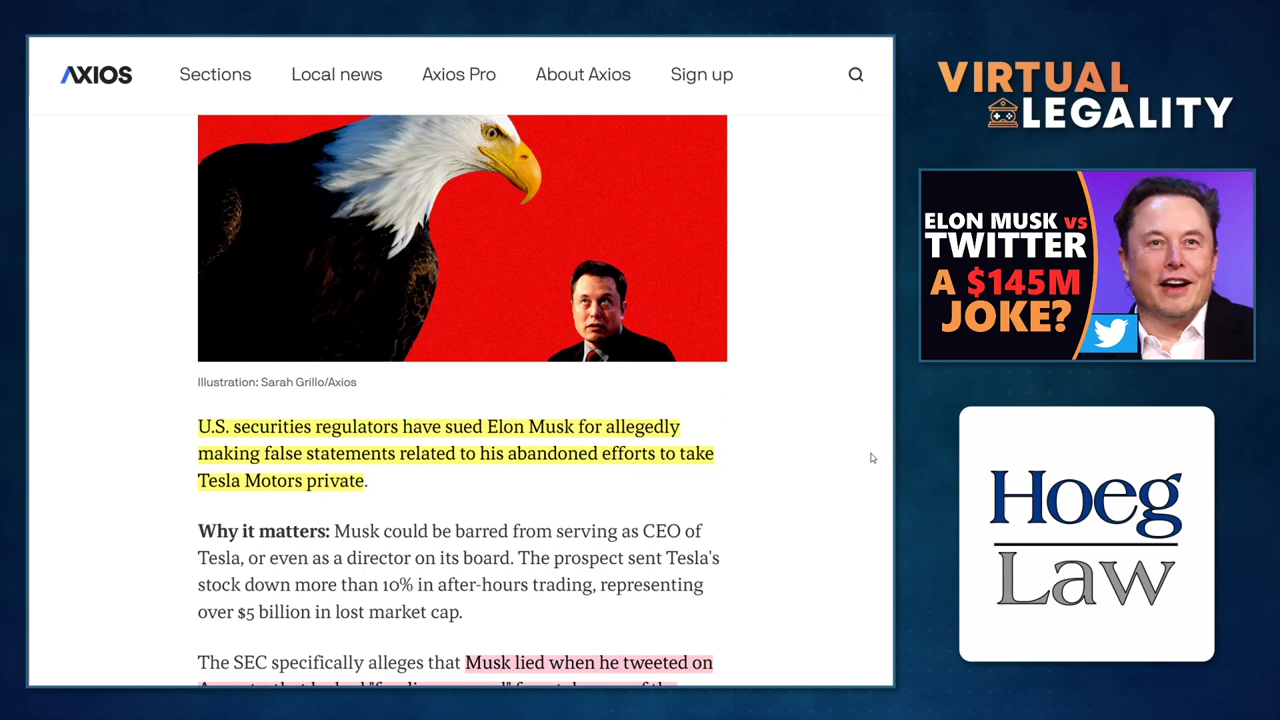 AXIOS
Sections
Local news
Axios Pro
About Axios
Sign up
Illustration: Sarah Grillo/Axios
U.S. securities regulators have sued Elon Musk for allegedly
making false statements related to his abandoned efforts to take
Tesla Motors private.
Why it matters: Musk could be barred from serving as CEO of
Tesla, or even as a director on its board. The prospect sent Tesla's
stock down more than 10% in after-hours trading, representing
over $5 billion in lost market cap.
The SEC specifically alleges that Musk lied when he tweeted on
VIRTUAL
LEGALITY
ELON MUSK VS
TWITTER
A $145M
JOKE?
Hoeg
Law